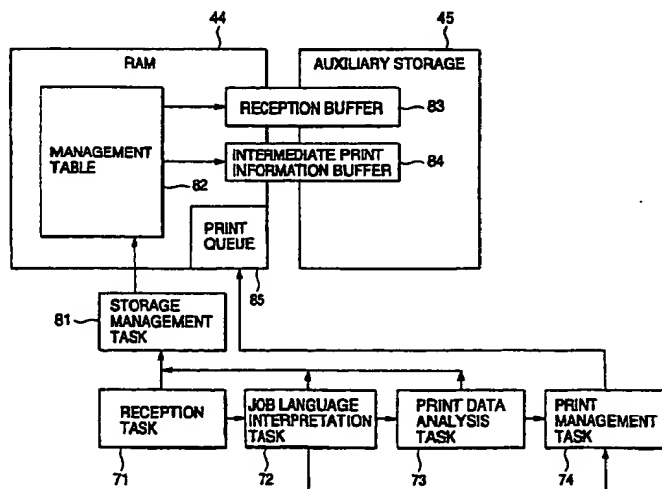 44
45
RAM
AUXILIARY STORAGE
RECEPTION BUFFER
83
MANAGEMENT
TABLE
82
INTERMEDIATE PRINT
INFORMATION BUFFER
84
PRINT
QUEUE
85
81
STORAGE
MANAGEMENT
TASK
RECEPTION
TASK
71
JOB LANGUAGE
INTERPRETATION
TASK
72
PRINT DATA
ANALYSIS
TASK
73
PRINT
MANAGEMENT
TASK
74